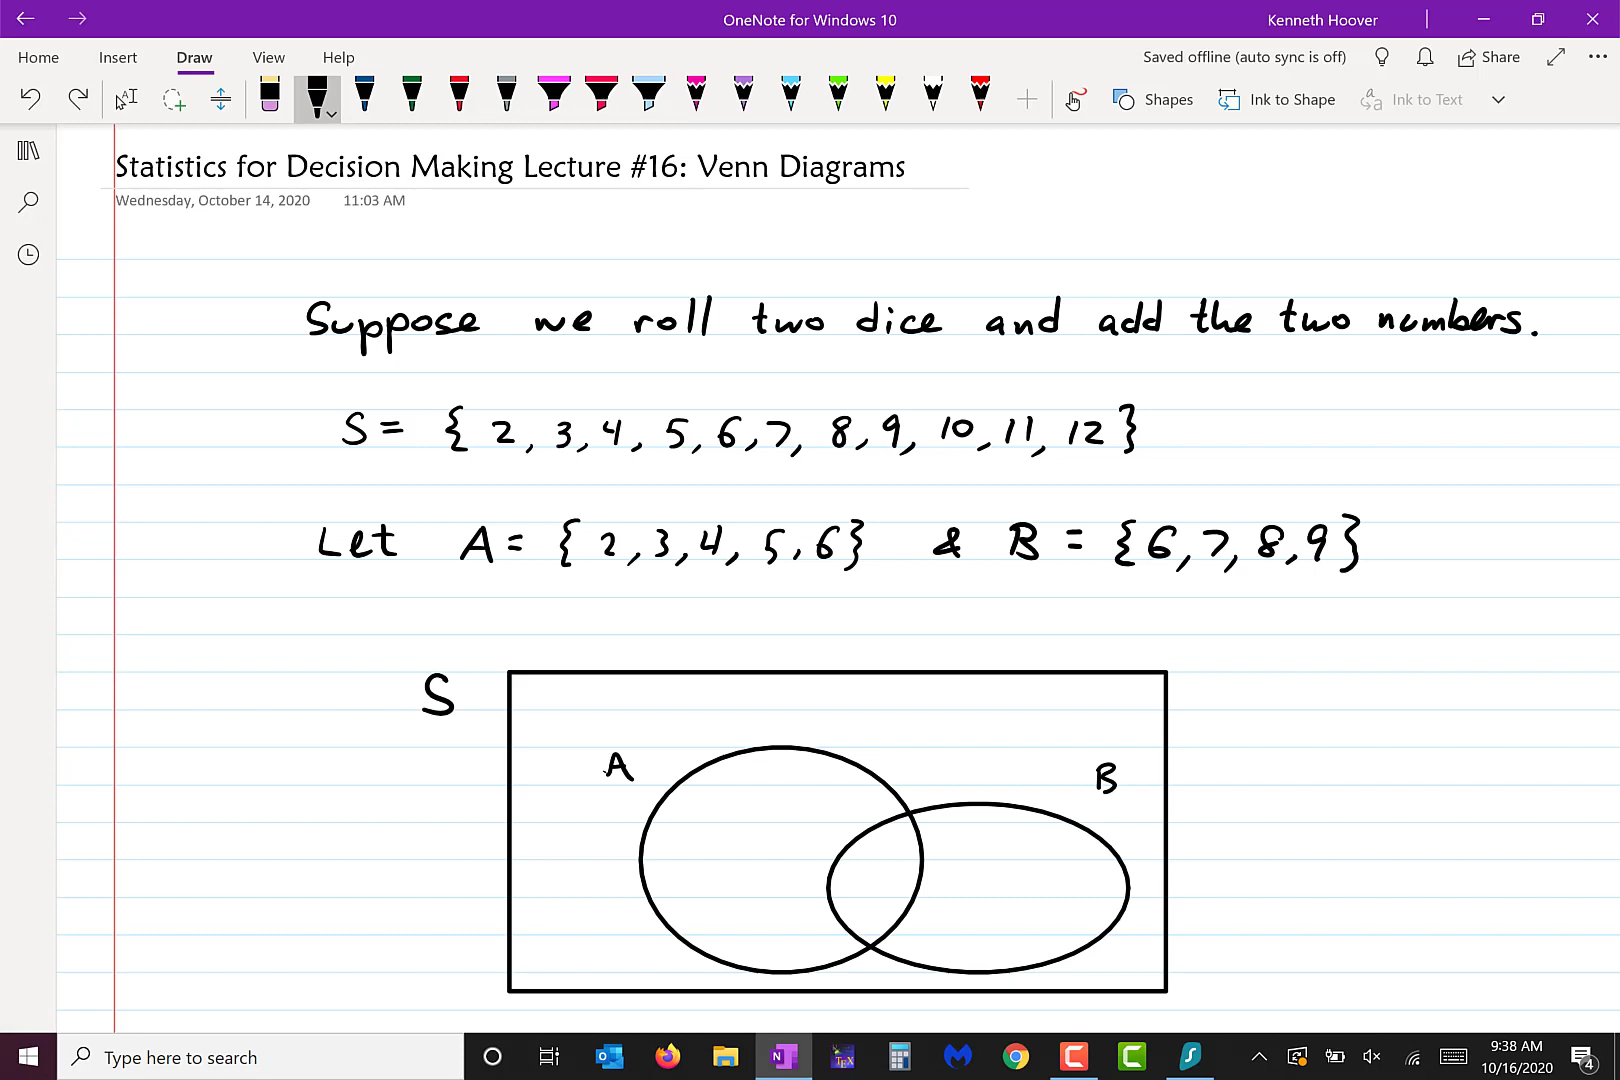 OneNote for Windows 10
Kenneth Hoover
Home Insert Draw View Help
Saved offline (auto sync is off)
Share
Shapes
Ink to Shape
Ink to Text
Statistics for Decision Making Lecture #16: Venn Diagrams
Wednesday, October 14, 2020 11:03 AM
Suppose we roll two dice and add the two numbers.
S = { 2, 3, 4, 5, 6, 7, 8, 9, 10, 11, 12 }
Let A = { 2, 3, 4, 5, 6} & B = {6, 7, 8, 9}
S
A
B
Type here to search
9:38 AM
10/16/2020
4